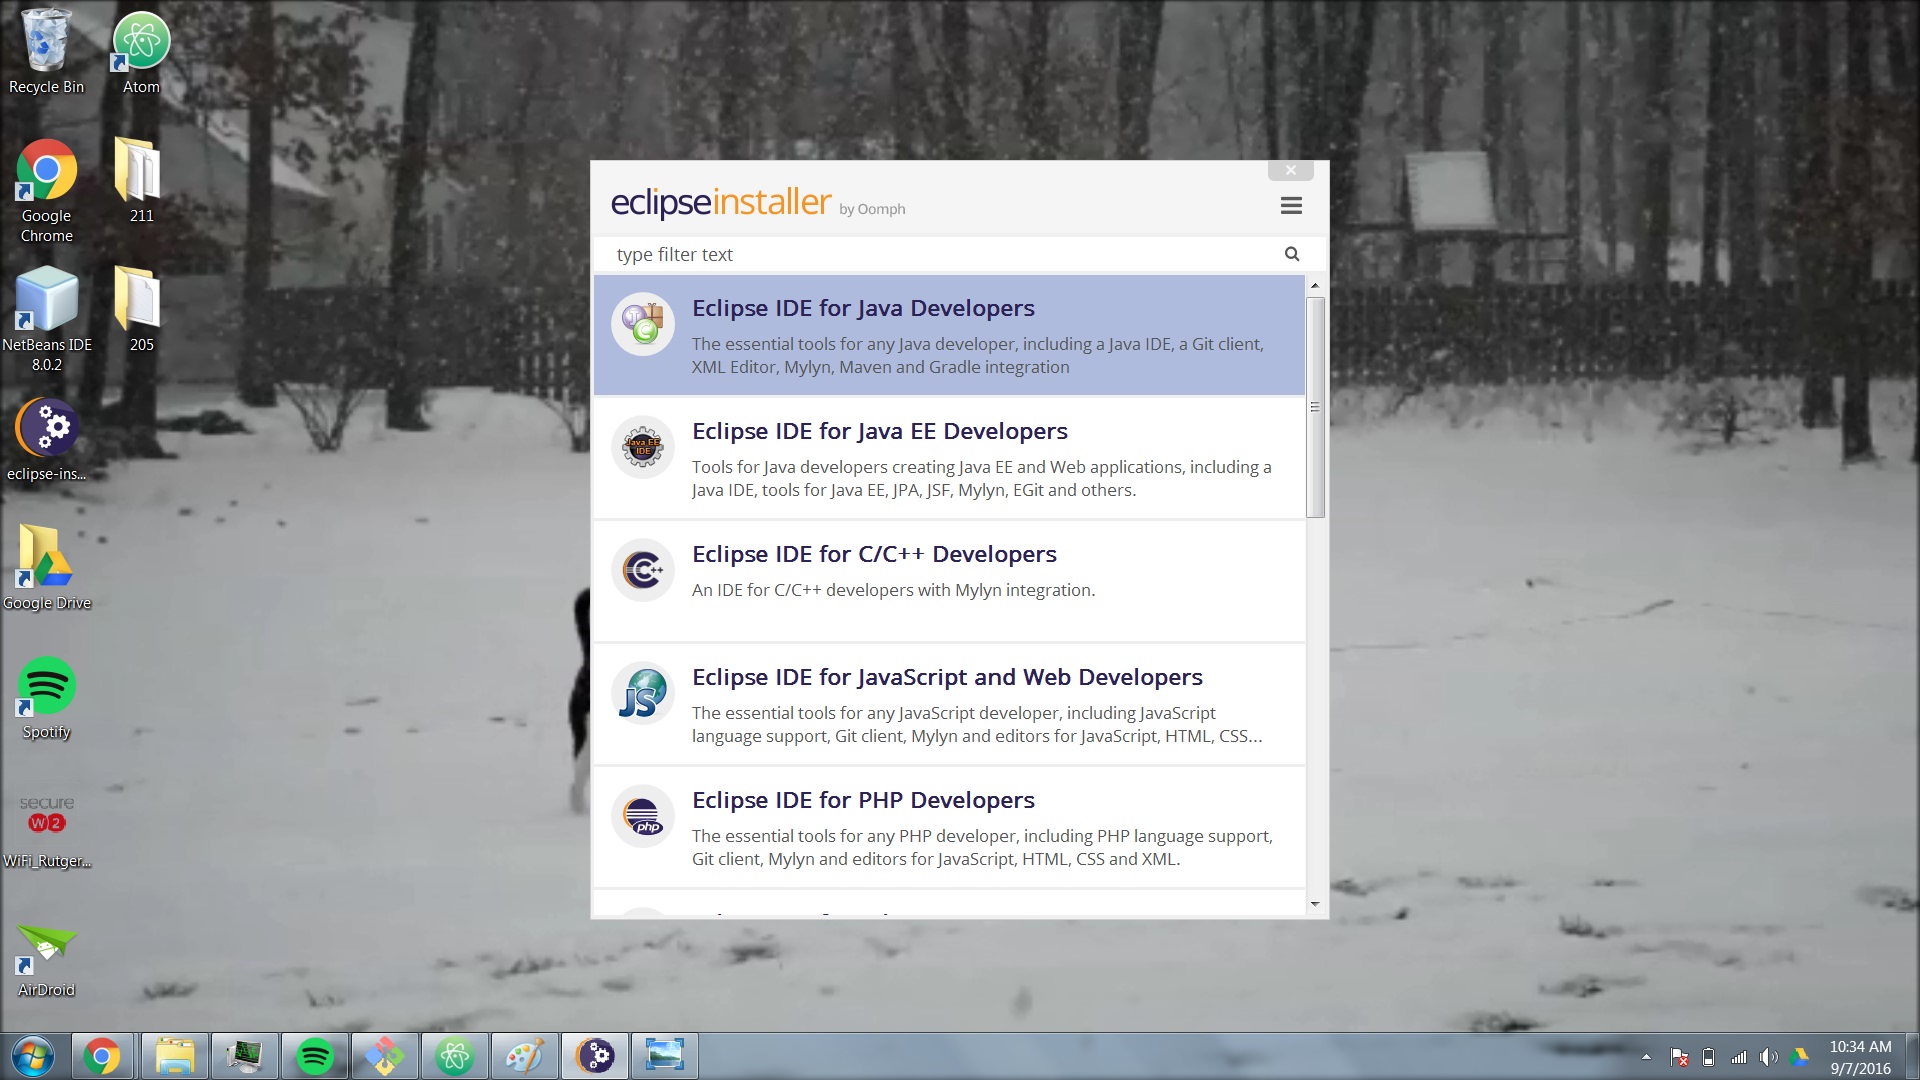 Recycle Bin
Atom
Google
Chrome
211
NetBeans IDE
8.0.2
205
eclipse-ins...
Google Drive
Spotify
secure
W2
WiFi_Rutger...
AirDroid
eclipseinstaller by Oomph
type filter text
Eclipse IDE for Java Developers
The essential tools for any Java developer, including a Java IDE, a Git client,
XML Editor, Mylyn, Maven and Gradle integration
Java EE
IDE
Eclipse IDE for Java EE Developers
Tools for Java developers creating Java EE and Web applications, including a
Java IDE, tools for Java EE, JPA, JSF, Mylyn, EGit and others.
C++
Eclipse IDE for C/C++ Developers
An IDE for C/C++ developers with Mylyn integration.
JS
Eclipse IDE for JavaScript and Web Developers
The essential tools for any JavaScript developer, including JavaScript
language support, Git client, Mylyn and editors for JavaScript, HTML, CSS...
php
Eclipse IDE for PHP Developers
The essential tools for any PHP developer, including PHP language support,
Git client, Mylyn and editors for JavaScript, HTML, CSS and XML.
10:34 AM
9/7/2016